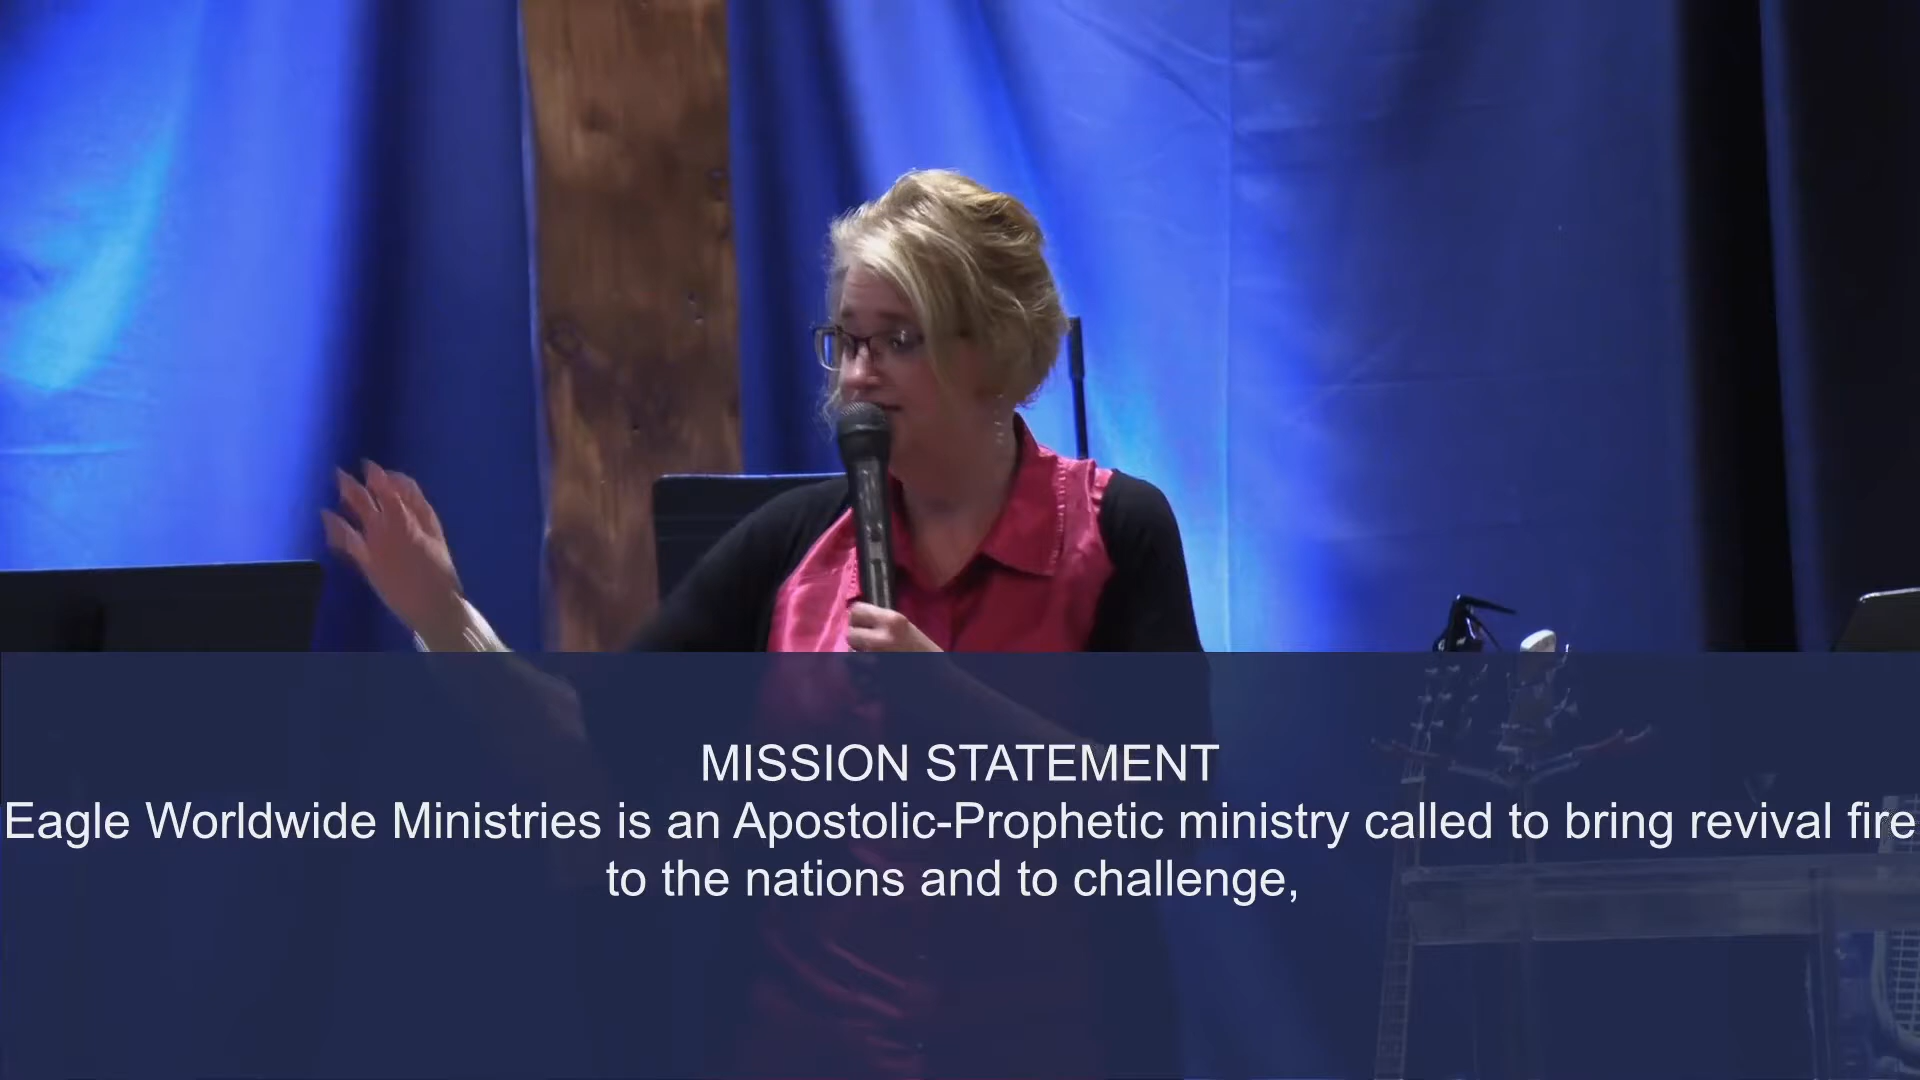 MISSION STATEMENT
Eagle Worldwide Ministries is an Apostolic-Prophetic ministry called to bring revival fire
to the nations and to challenge,